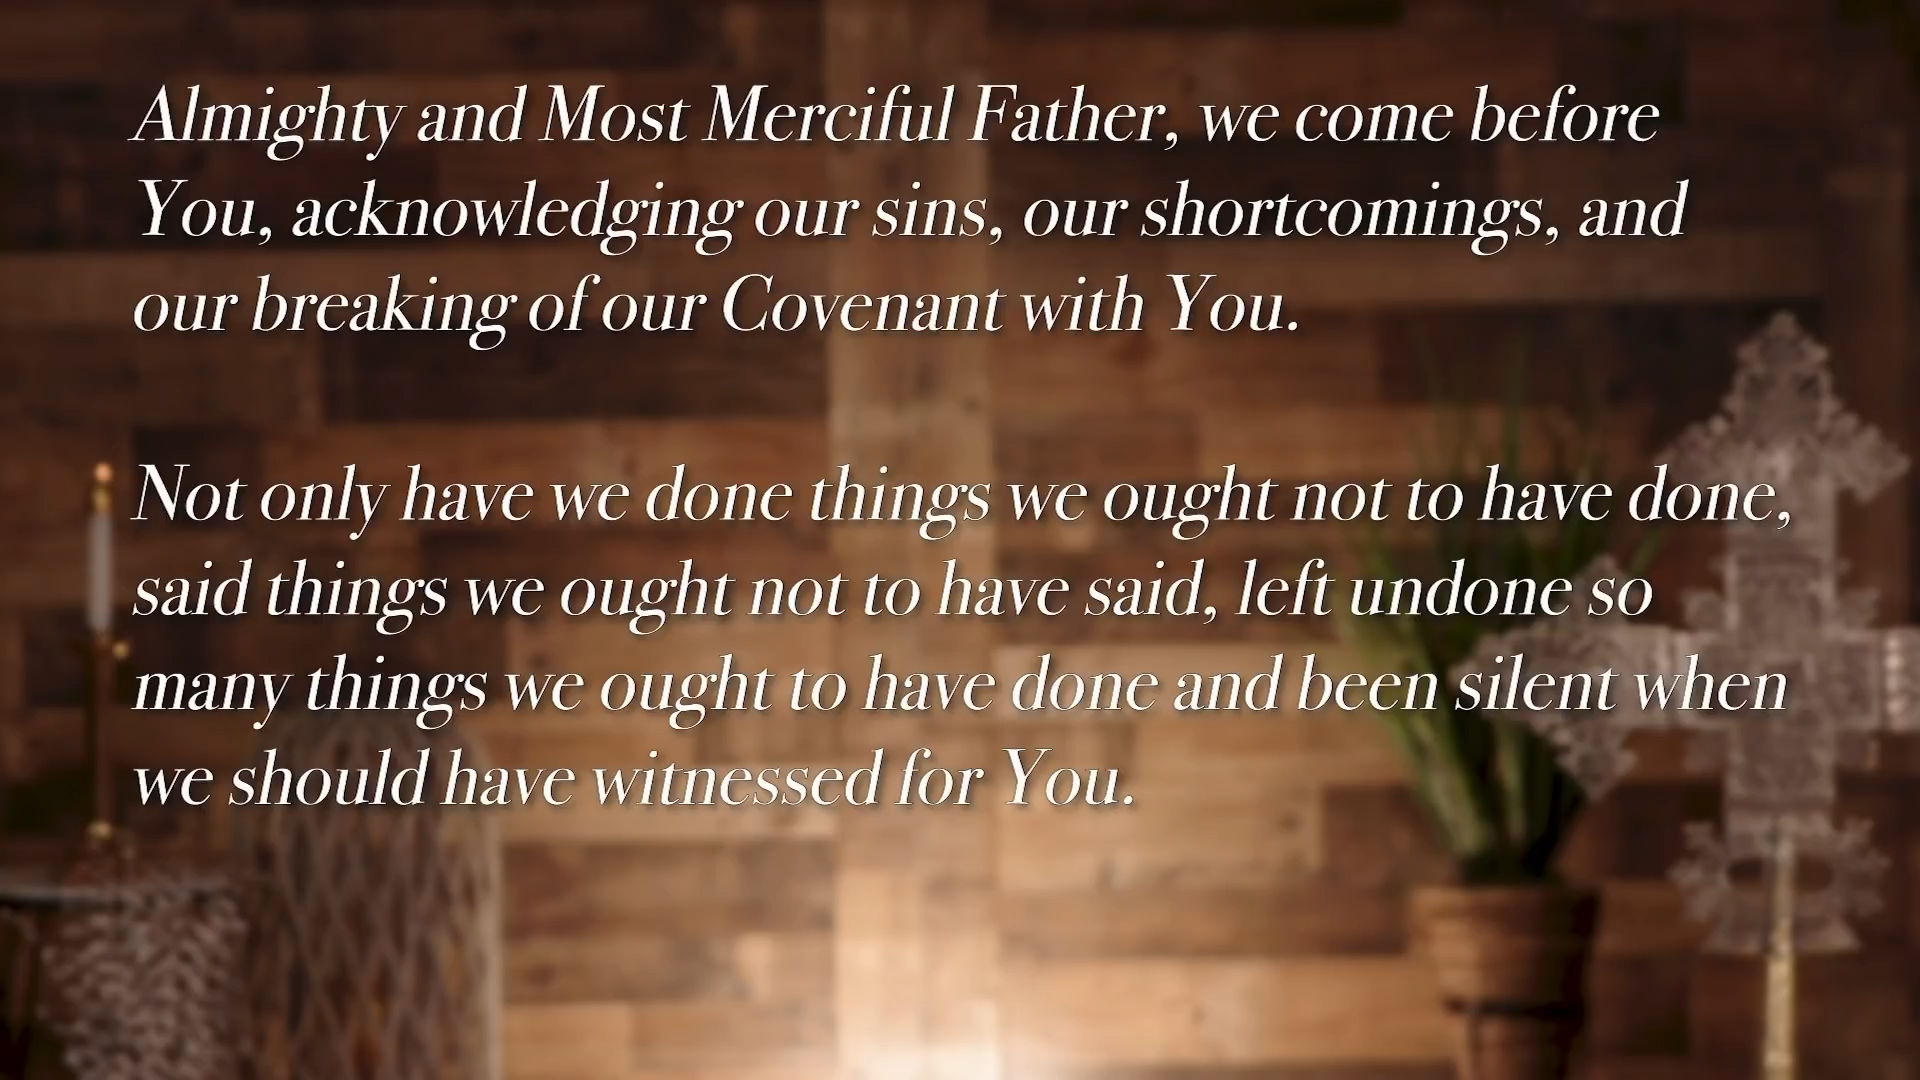 Almighty and Most Merciful Father, we come before
You, acknowledging our sins, our shortcomings, and
our breaking of our Covenant with You.
Not only have we done things we ought not to have done,
said things we ought not to have said, left undone so
many things we ought to have done and been silent when
we should have witnessed for You.